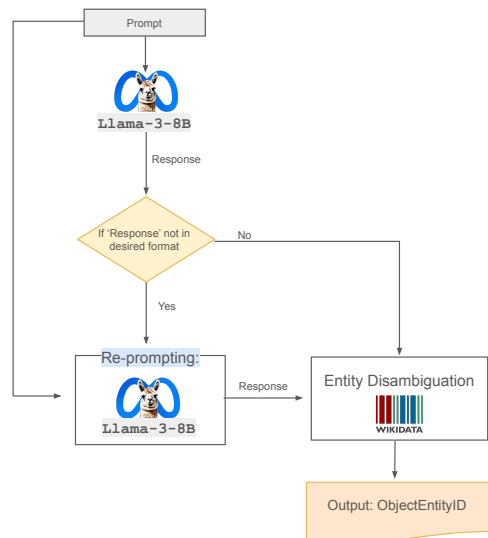 Prompt
Llama-3-8B
Response
If 'Response' not in
desired format
No
Yes
Re-prompting:
Llama-3-8B
Response
Entity Disambiguation
WIKIDATA
Output: ObjectEntityID